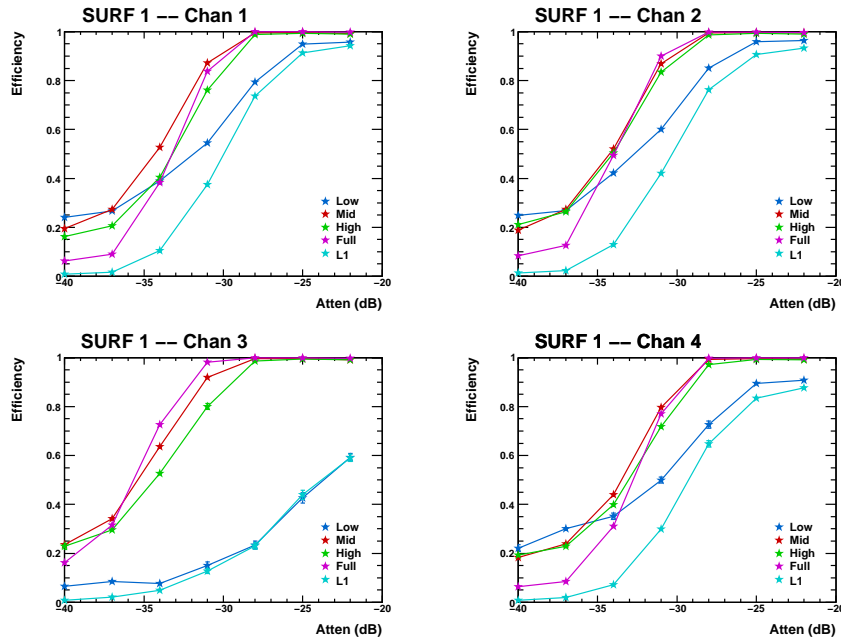 SURF 1 −− Chan 1
Efficiency
1
0.8
0.6
0.4
0.2
0
−40 −35 −30 −25 −20
Atten (dB)
Low
Mid
High
Full
L1
SURF 1 −− Chan 2
Efficiency
1
0.8
0.6
0.4
0.2
0
−40 −35 −30 −25 −20
Atten (dB)
Low
Mid
High
Full
L1
SURF 1 −− Chan 3
Efficiency
1
0.8
0.6
0.4
0.2
0
−40 −35 −30 −25 −20
Atten (dB)
Low
Mid
High
Full
L1
SURF 1 −− Chan 4
Efficiency
1
0.8
0.6
0.4
0.2
0
−40 −35 −30 −25 −20
Atten (dB)
Low
Mid
High
Full
L1